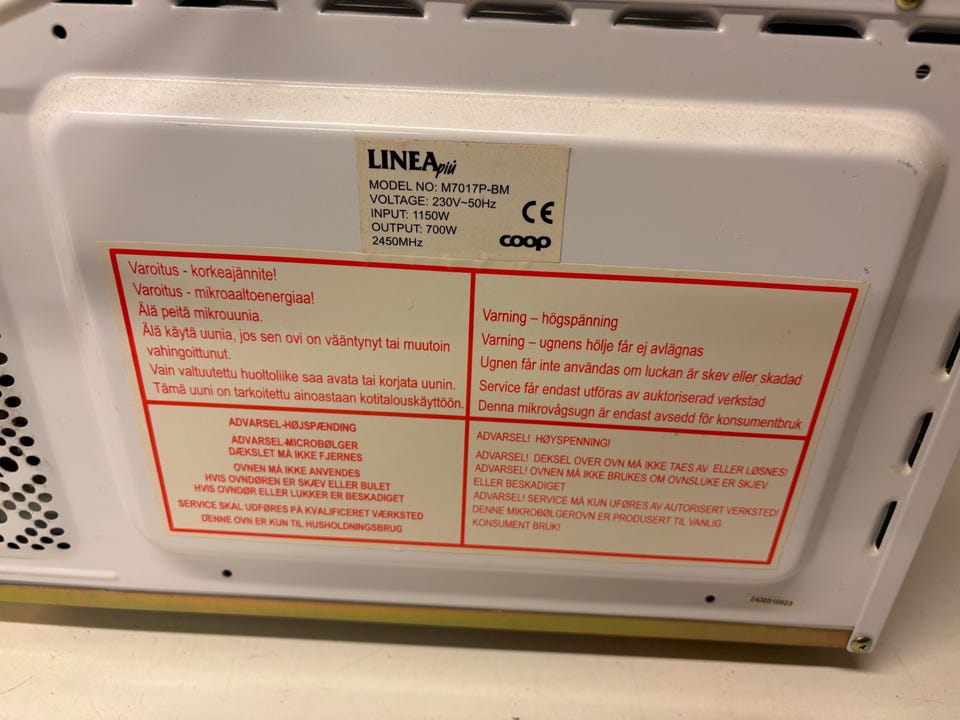 LINEA più
MODEL NO: M7017P-BM
VOLTAGE: 230V~50Hz
INPUT: 1150W
OUTPUT: 700W
2450MHz
CE
coop
Varoitus - korkeajännite!
Varoitus - mikroaaltoenergiaa!
Älä peitä mikrouunia.
Älä käytä uunia, jos sen ovi on vääntynyt tai muutoin
vahingoittunut.
Vain valtuutettu huoltoliike saa avata tai korjata uunin.
Tämä uuni on tarkoitettu ainoastaan kotitalouskäyttöön.
Varning – högspänning
Varning – ugnens hölje får ej avlägnas
Ugnen får inte användas om luckan är skev eller skadad
Service får endast utföras av auktoriserad verkstad
Denna mikrovågsugn är endast avsedd för konsumentbruk
ADVARSEL-HØJSPÆNDING
ADVARSEL-MICROBØLGER
DÆKSLET MÅ IKKE FJERNES
OVNEN MÅ IKKE ANVENDES
HVIS OVNDØREN ER SKÆV ELLER BULET
HVIS OVNDØR ELLER LUKKER ER BESKADIGET
SERVICE SKAL UDFØRES PÅ KVALIFICERET VÆRKSTED
DENNE OVN ER KUN TIL HUSHOLDNINGSBRUG
ADVARSEL! HØYSPENNING!
ADVARSEL! DEKSEL OVER OVN MÅ IKKE TAES AV ELLER LØSNES!
ADVARSEL! OVNEN MÅ IKKE BRUKES OM OVNSLUKE ER SKJEV
ELLER BESKADIGET
ADVARSEL! SERVICE MÅ KUN UFØRES AV AUTORISERT VERKSTED!
DENNE MIKROBØLGEROVN ER PRODUSERT TIL VANLIG
KONSUMENT BRUK!
2432010923